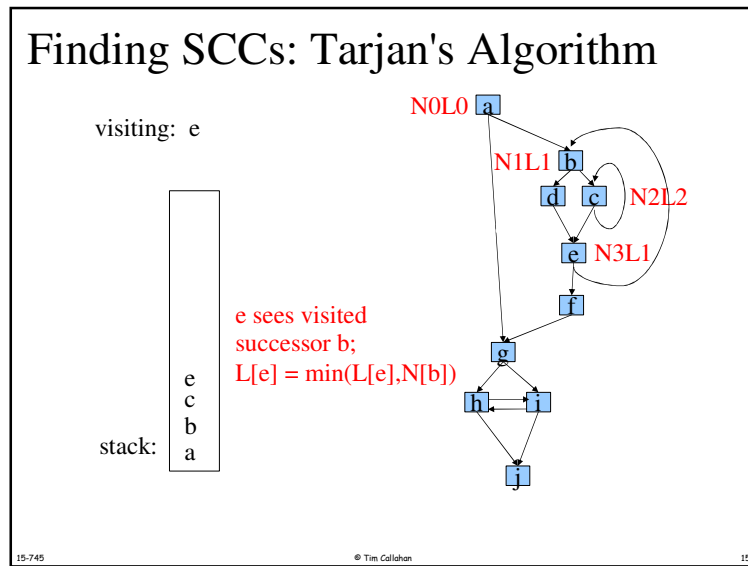 Finding SCCs: Tarjan's Algorithm
visiting: e
N0L0 a
N1L1 b
d c N2L2
e N3L1
f
e sees visited
successor b;
L[e] = min(L[e],N[b])
g
h i
j
e
c
b
stack: a
15-745 © Tim Callahan 15